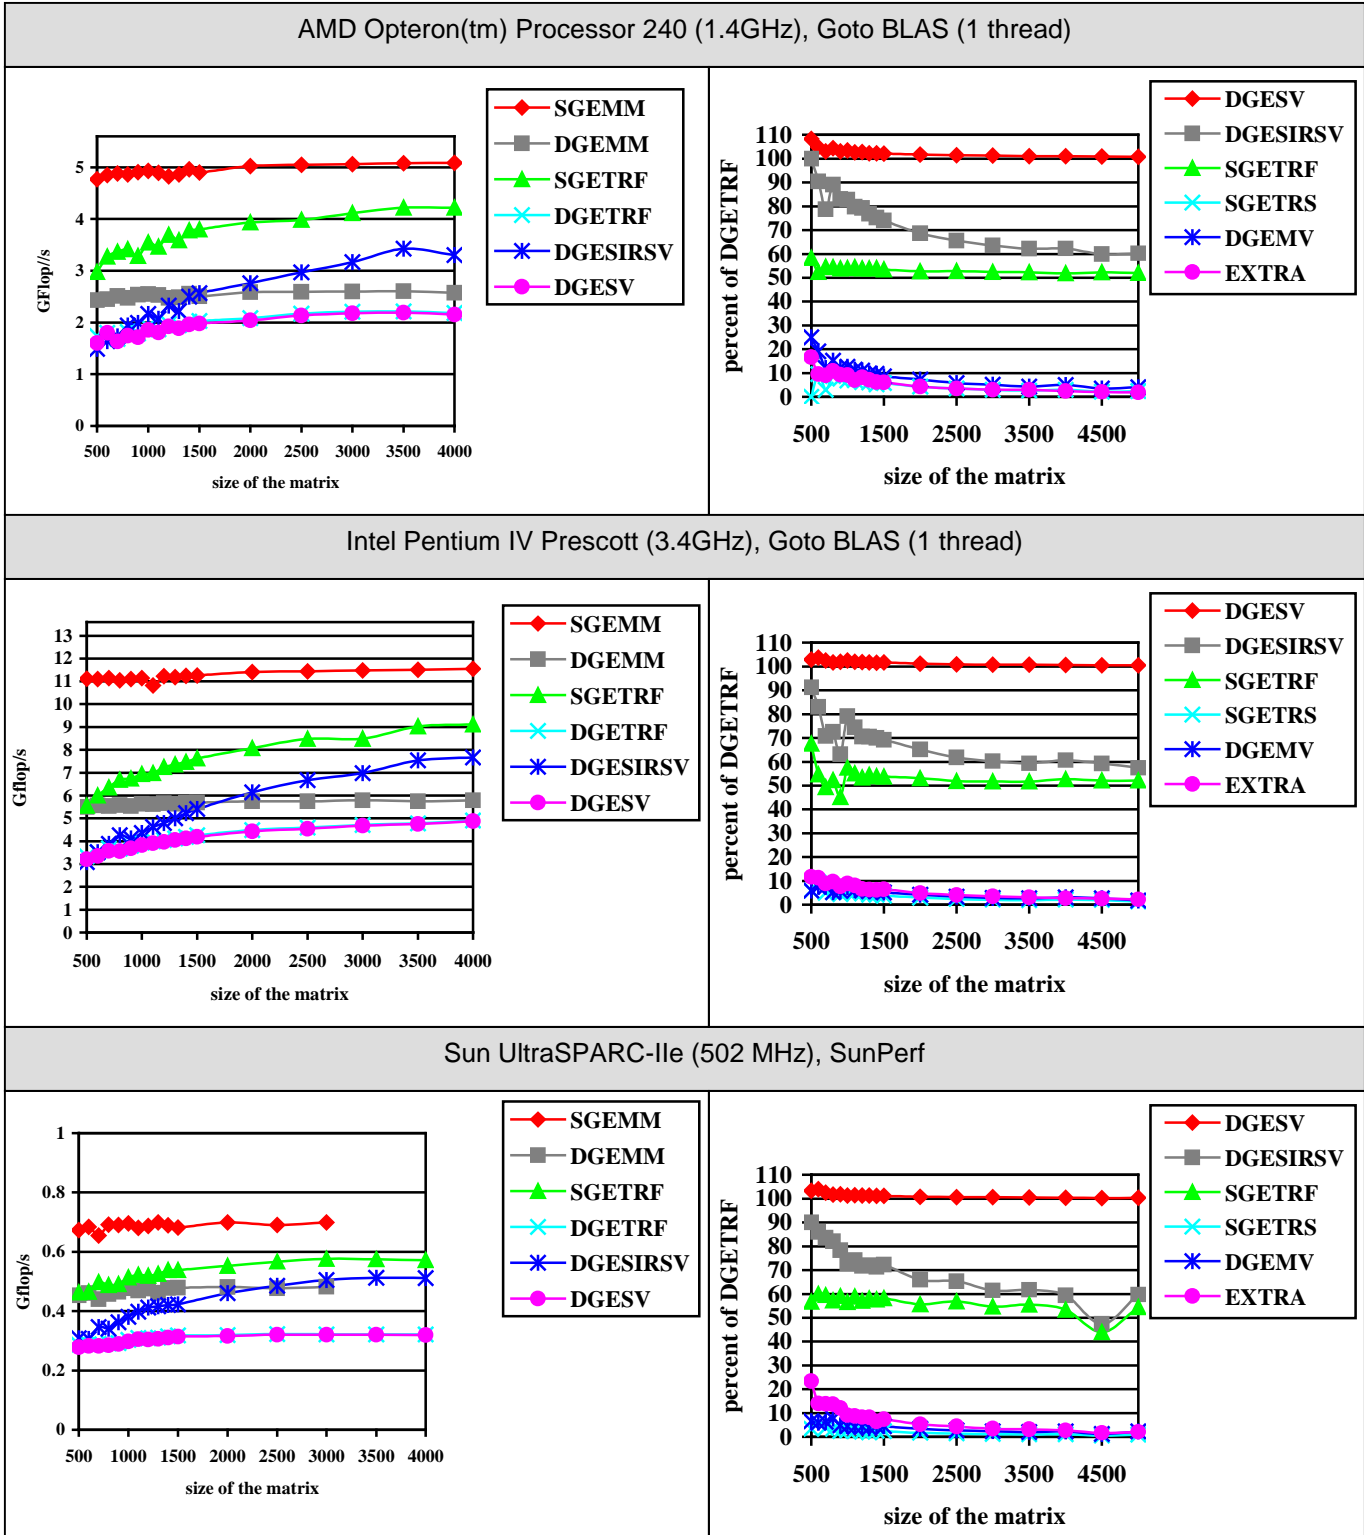 AMD Opteron(tm) Processor 240 (1.4GHz), Goto BLAS (1 thread)
SGEMM
DGEMM
SGETRF
DGETRF
DGESIRSV
DGESV
GFlop//s
5
4
3
2
1
0
500 1000 1500 2000 2500 3000 3500 4000
size of the matrix
DGESV
DGESIRSV
SGETRF
SGETRS
DGEMV
EXTRA
percent of DGETRF
110
100
90
80
70
60
50
40
30
20
10
0
500 1500 2500 3500 4500
size of the matrix
Intel Pentium IV Prescott (3.4GHz), Goto BLAS (1 thread)
SGEMM
DGEMM
SGETRF
DGETRF
DGESIRSV
DGESV
Gflop/s
13
12
11
10
9
8
7
6
5
4
3
2
1
0
500 1000 1500 2000 2500 3000 3500 4000
size of the matrix
DGESV
DGESIRSV
SGETRF
SGETRS
DGEMV
EXTRA
percent of DGETRF
110
100
90
80
70
60
50
40
30
20
10
0
500 1500 2500 3500 4500
size of the matrix
Sun UltraSPARC-IIe (502 MHz), SunPerf
SGEMM
DGEMM
SGETRF
DGETRF
DGESIRSV
DGESV
Gflop/s
1
0.8
0.6
0.4
0.2
0
500 1000 1500 2000 2500 3000 3500 4000
size of the matrix
DGESV
DGESIRSV
SGETRF
SGETRS
DGEMV
EXTRA
percent of DGETRF
110
100
90
80
70
60
50
40
30
20
10
0
500 1500 2500 3500 4500
size of the matrix